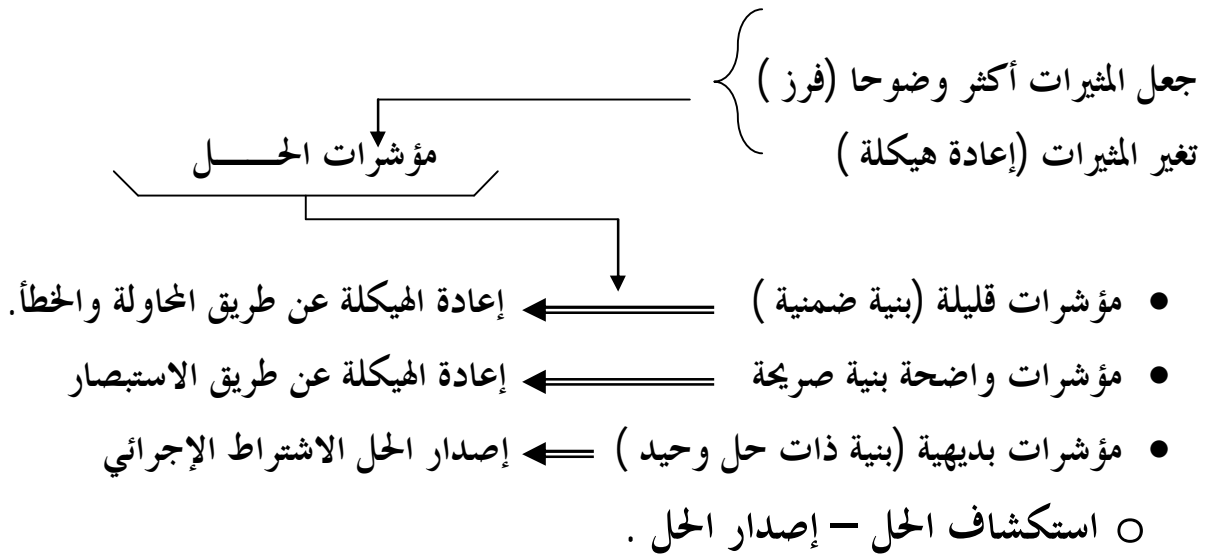 جعل المثيرات أكثر وضوحا (فرز )
تغير المثيرات (إعادة هيكلة )
مؤشرات الحـــــل
• مؤشرات قليلة (بنية ضمنية ) إعادة الهيكلة عن طريق المحاولة والخطأ.
• مؤشرات واضحة بنية صريحة إعادة الهيكلة عن طريق الاستبصار
• مؤشرات بديهية (بنية ذات حل وحيد ) إصدار الحل الاشتراط الإجرائي
o استكشاف الحل – إصدار الحل .